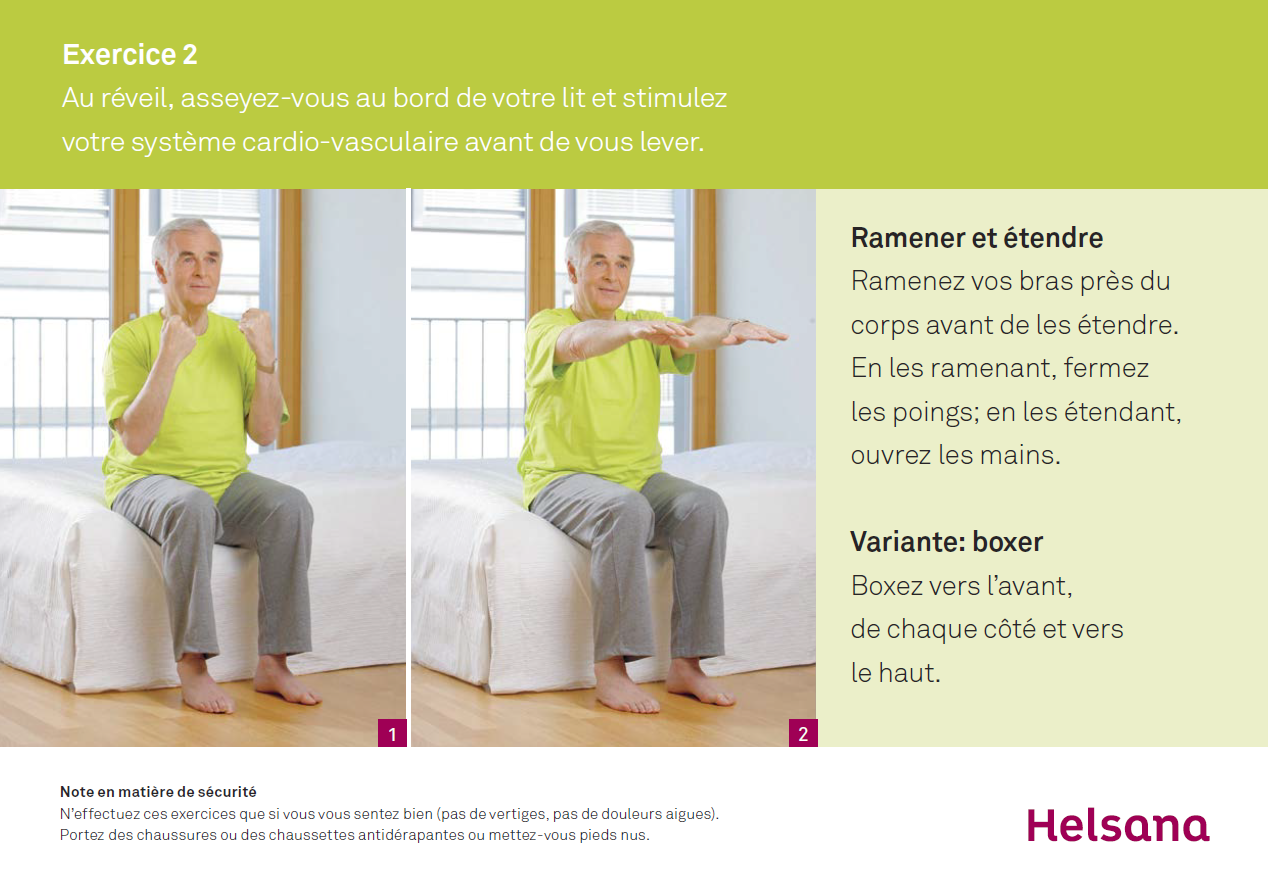 Exercice 2
Au réveil, asseyez-vous au bord de votre lit et stimulez
votre système cardio-vasculaire avant de vous lever.
Ramener et étendre
Ramenez vos bras près du
corps avant de les étendre.
En les ramenant, fermez
les poings; en les étendant,
ouvrez les mains.
Variante: boxer
Boxez vers l’avant,
de chaque côté et vers
le haut.
1
2
Note en matière de sécurité
N’effectuez ces exercices que si vous vous sentez bien (pas de vertiges, pas de douleurs aigues).
Portez des chaussures ou des chaussettes antidérapantes ou mettez-vous pieds nus.
Helsana